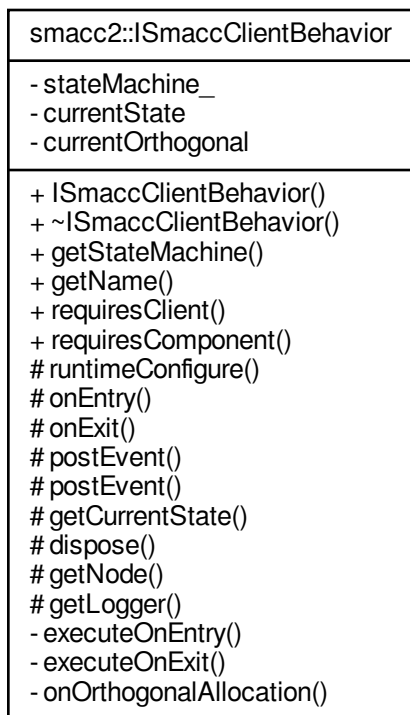 smacc2::ISmaccClientBehavior
- stateMachine_
- currentState
- currentOrthogonal
+ ISmaccClientBehavior()
+ ~ISmaccClientBehavior()
+ getStateMachine()
+ getName()
+ requiresClient()
+ requiresComponent()
# runtimeConfigure()
# onEntry()
# onExit()
# postEvent()
# postEvent()
# getCurrentState()
# dispose()
# getNode()
# getLogger()
- executeOnEntry()
- executeOnExit()
- onOrthogonalAllocation()